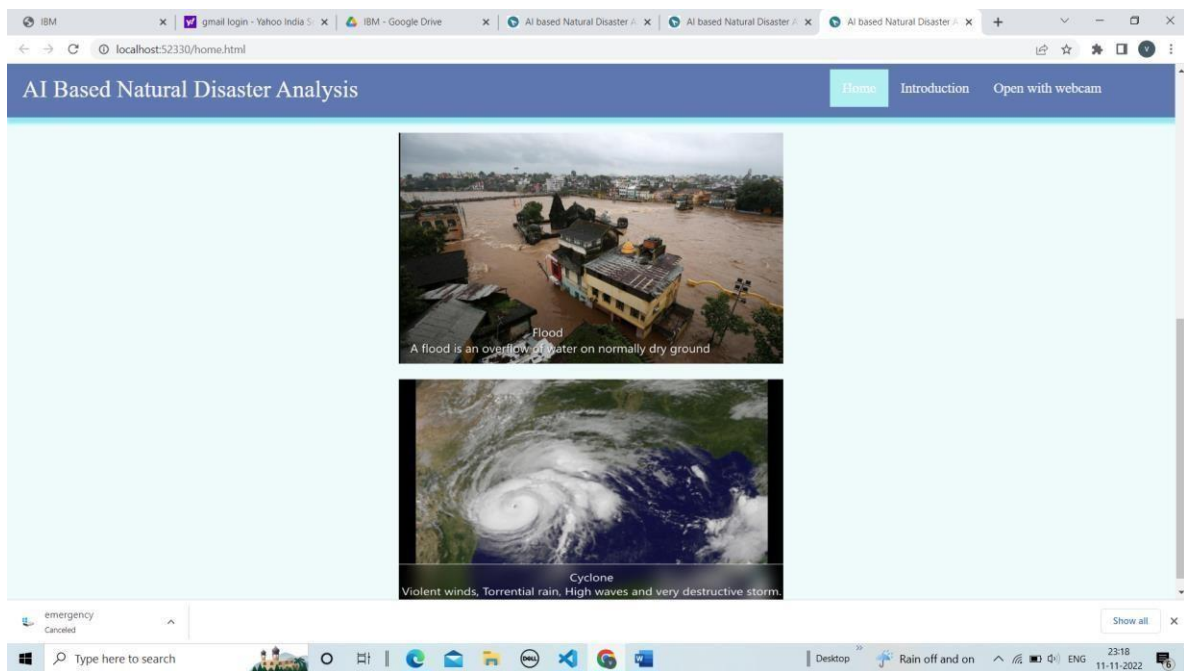 IBM
gmail login - Yahoo India S
IBM - Google Drive
AI based Natural Disaster A
AI based Natural Disaster A
AI based Natural Disaster A
localhost:52330/home.html
V
AI Based Natural Disaster Analysis
Home
Introduction
Open with webcam
Flood
A flood is an overflow of water on normally dry ground
Cyclone
Violent winds, Torrential rain, High waves and very destructive storm.
emergency
Canceled
Show all
Type here to search
DELL
Desktop
Rain off and on
ENG
23:18
11-11-2022
6